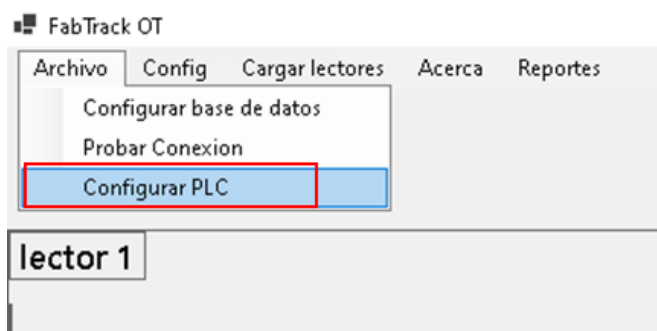 FabTrack OT
Archivo Config Cargar lectores Acerca Reportes
Configurar base de datos
Probar Conexion
Configurar PLC
lector 1